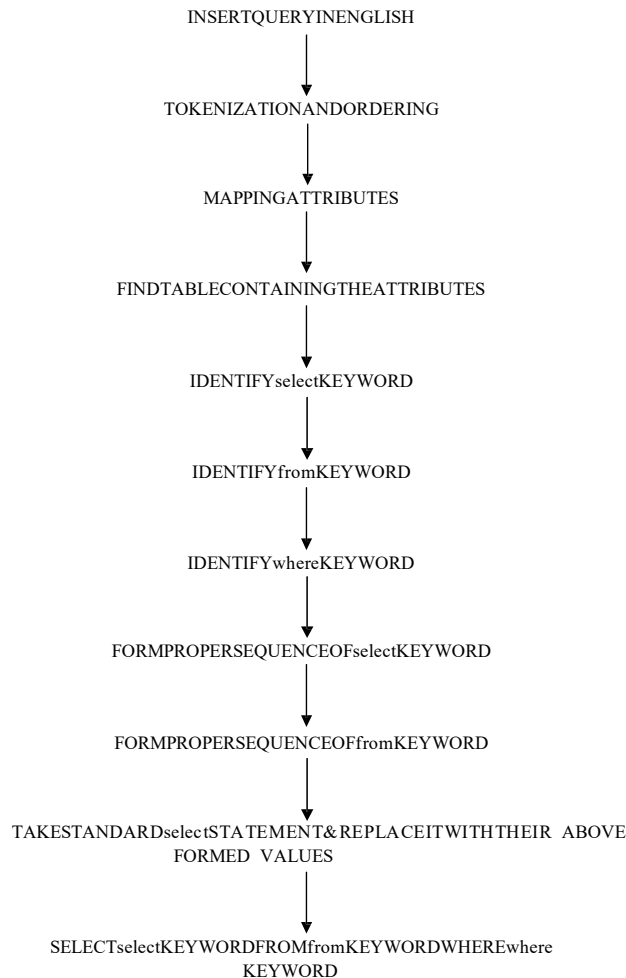 INSERTQUERYINENGLISH
TOKENIZATIONANDORDERING
MAPPINGATTRIBUTES
FINDTABLECONTAININGTHEATTRIBUTES
IDENTIFYselectKEYWORD
IDENTIFYfromKEYWORD
IDENTIFYwhereKEYWORD
FORMPROPERSEQUENCEOFselectKEYWORD
FORMPROPERSEQUENCEOFfromKEYWORD
TAKESTANDARDselectSTATEMENT&REPLACEITWITHTHEIR ABOVE
FORMED VALUES
SELECTselectKEYWORDFROMfromKEYWORDWHEREwhere
KEYWORD